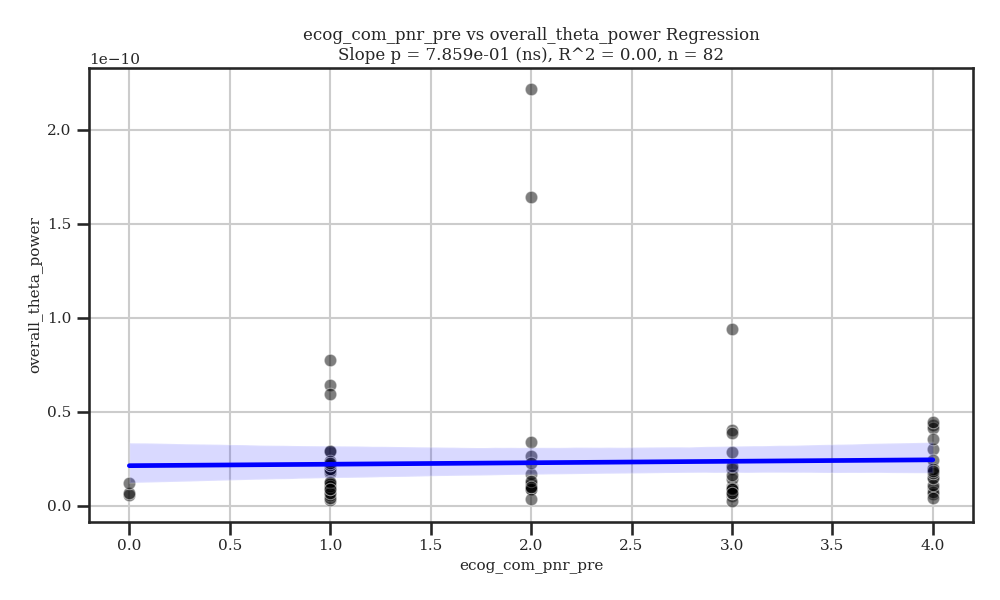 ecog_com_pnr_pre vs overall_theta_power Regression
Slope p = 7.859e-01 (ns), R^2 = 0.00, n = 82
1e−10
2.0
1.5
1.0
0.5
0.0
overall_theta_power
0.0 0.5 1.0 1.5 2.0 2.5 3.0 3.5 4.0
ecog_com_pnr_pre